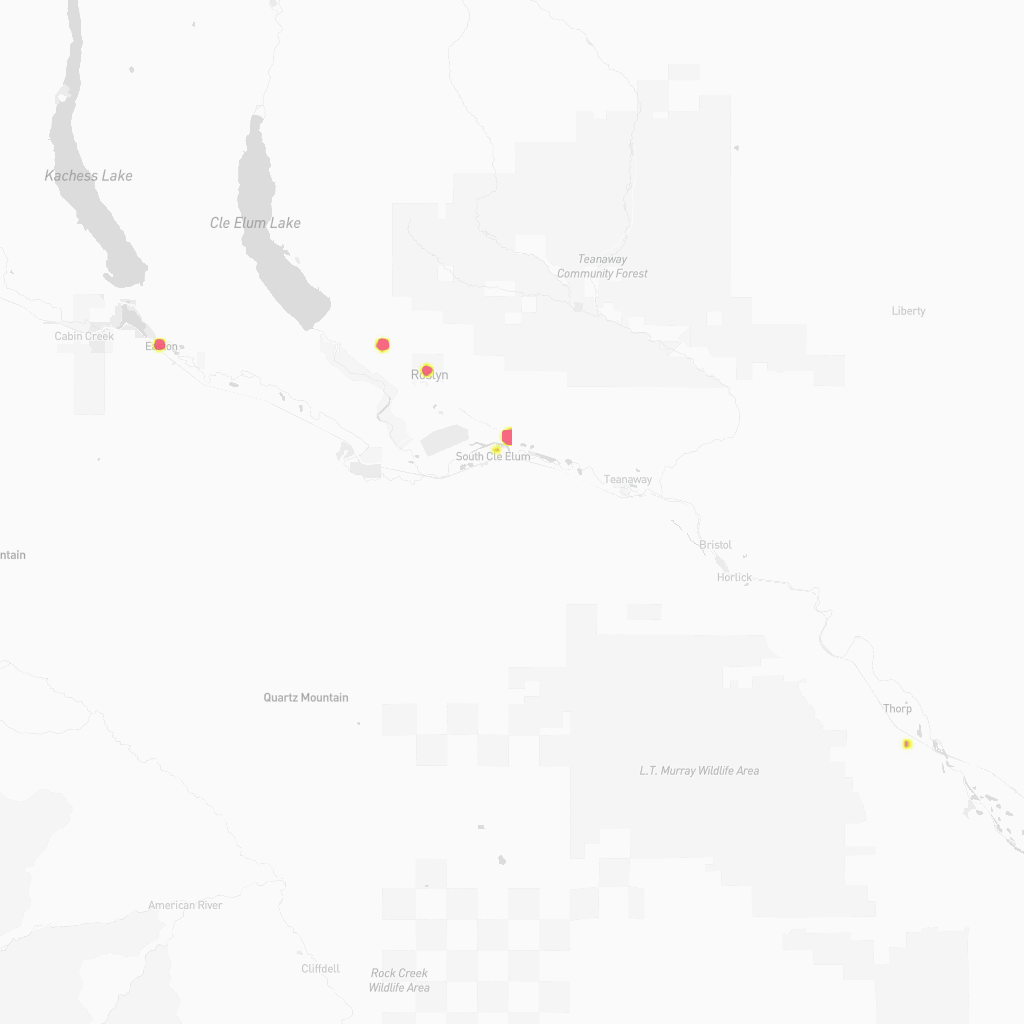 Kachess Lake
Cle Elum Lake
Teanaway
Community Forest
Liberty
Cabin Creek
Easton
Roslyn
South Cle Elum
Teanaway
Bristol
ntain
Horlick
Quartz Mountain
Thorp
L.T. Murray Wildlife Area
American River
Cliffdell
Rock Creek
Wildlife Area